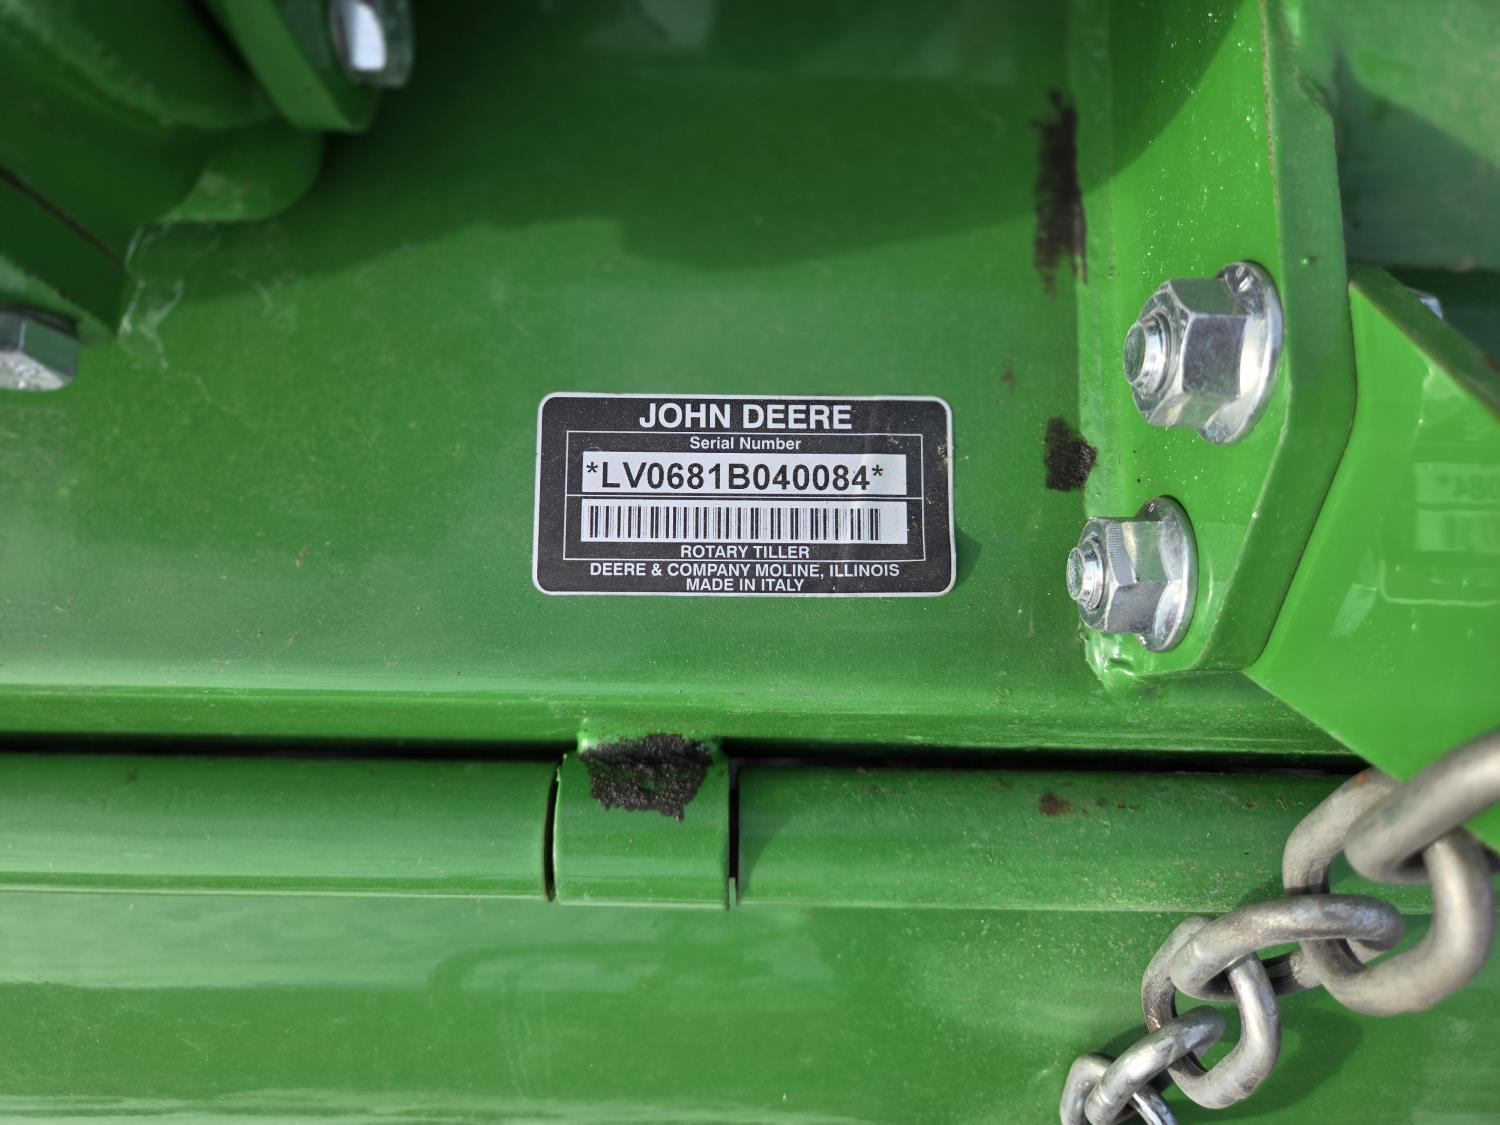 JOHN DEERE
Serial Number
*LV0681B040084*
ROTARY TILLER
DEERE & COMPANY MOLINE, ILLINOIS
MADE IN ITALY